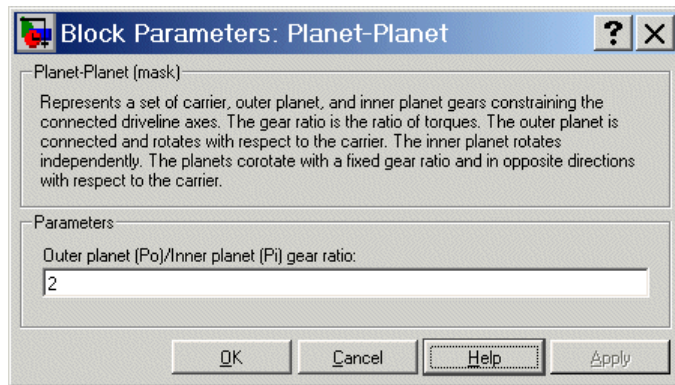 Block Parameters: Planet-Planet
Planet-Planet (mask)
Represents a set of carrier, outer planet, and inner planet gears constraining the
connected driveline axes. The gear ratio is the ratio of torques. The outer planet is
connected and rotates with respect to the carrier. The inner planet rotates
independently. The planets corotate with a fixed gear ratio and in opposite directions
with respect to the carrier.
Parameters
Outer planet (Po)/Inner planet (Pi) gear ratio:
2
OK Cancel Help Apply